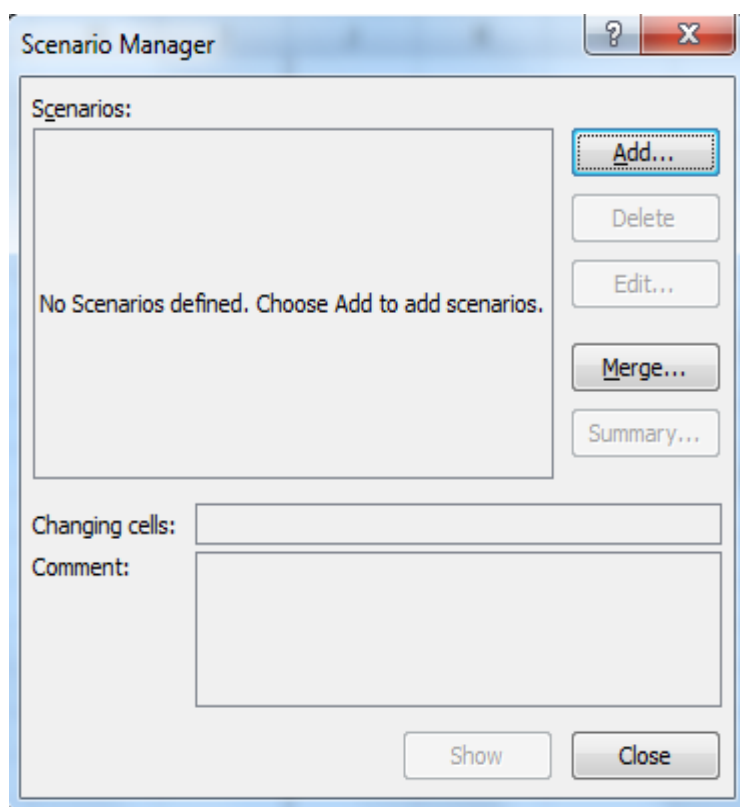 Scenario Manager
?
X
Scenarios:
Add...
Delete
Edit...
No Scenarios defined. Choose Add to add scenarios.
Merge...
Summary...
Changing cells:
Comment:
Show
Close